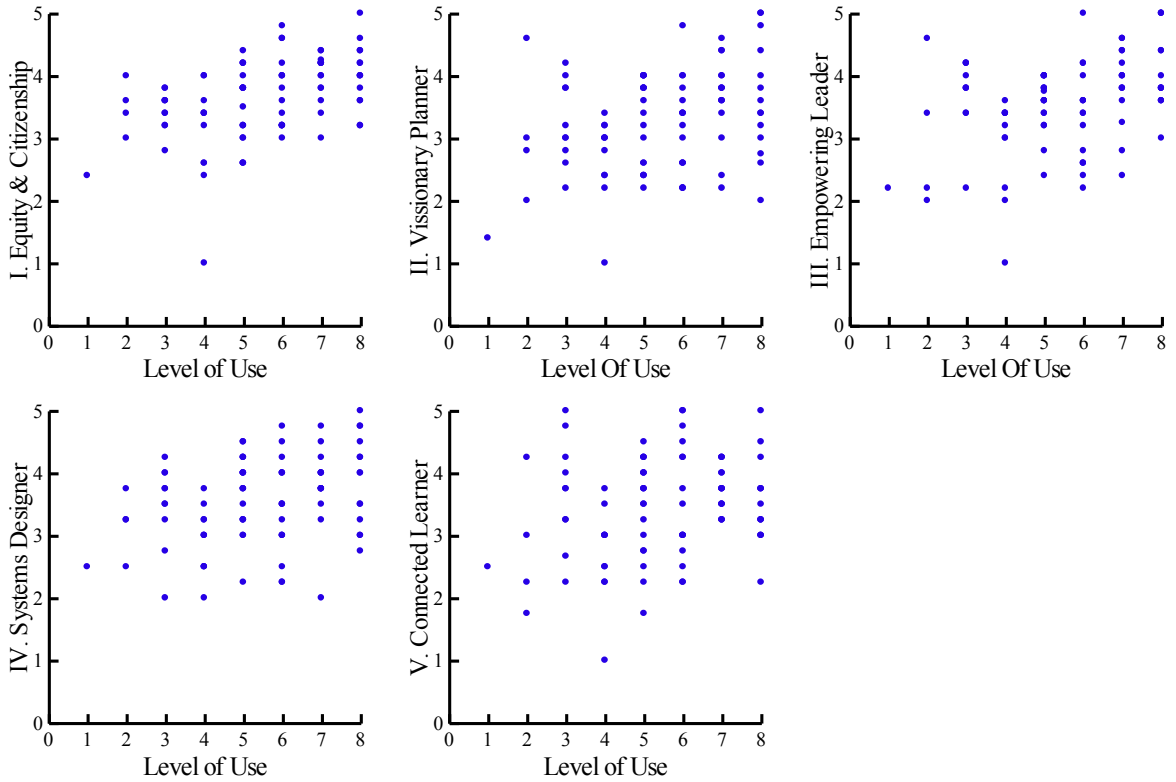 I. Equity & Citizenship
5
4
3
2
1
0
0 1 2 3 4 5 6 7 8
Level of Use
II. Vissionary Planner
5
4
3
2
1
0
0 1 2 3 4 5 6 7 8
Level Of Use
III. Empowering Leader
5
4
3
2
1
0
0 1 2 3 4 5 6 7 8
Level Of Use
IV. Systems Designer
5
4
3
2
1
0
0 1 2 3 4 5 6 7 8
Level of Use
V. Connected Learner
5
4
3
2
1
0
0 1 2 3 4 5 6 7 8
Level of Use